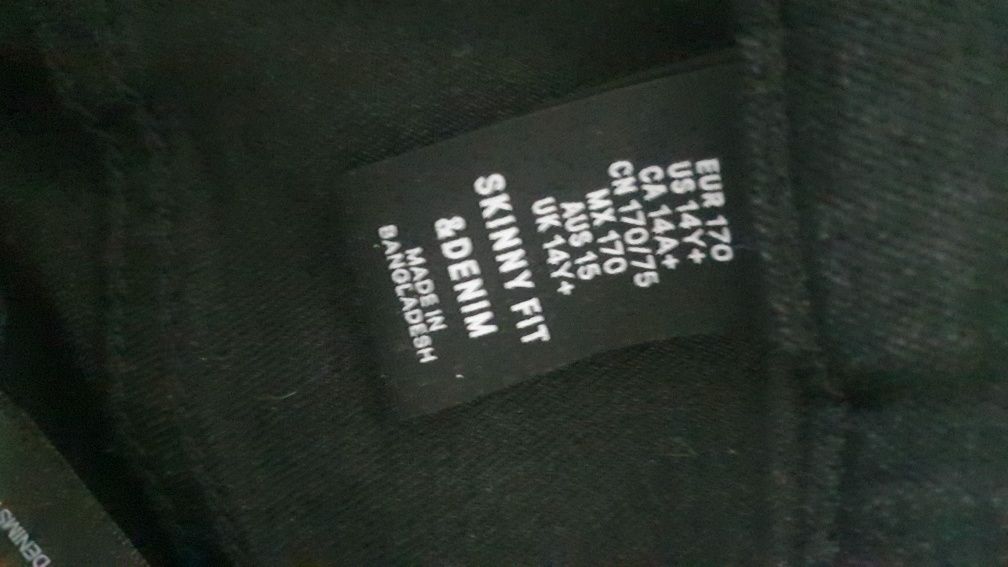 EUR 170
US 14Y+
CA 14A+
CN 170/75
MX 170
AUS 15
UK 14Y+
SKINNY FIT
&DENIM
MADE IN
BANGLADESH
DENIMS